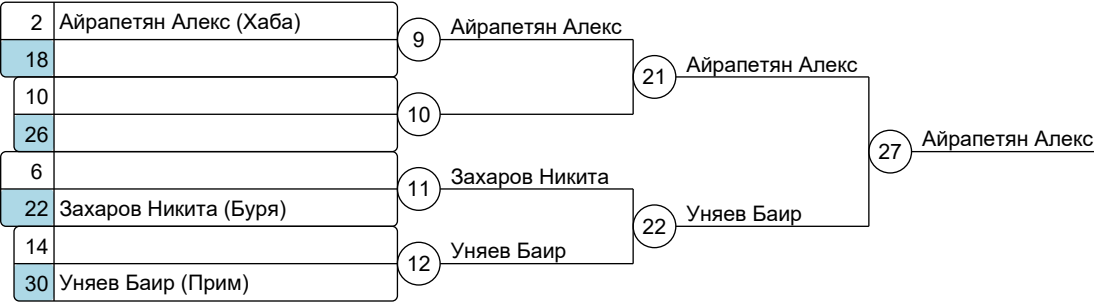 2 Айрапетян Алекс (Хаба)
18
10
26
6
22 Захаров Никита (Буря)
14
30 Уняев Баир (Прим)
9 Айрапетян Алекс
10
11 Захаров Никита
12 Уняев Баир
21 Айрапетян Алекс
22 Уняев Баир
27 Айрапетян Алекс